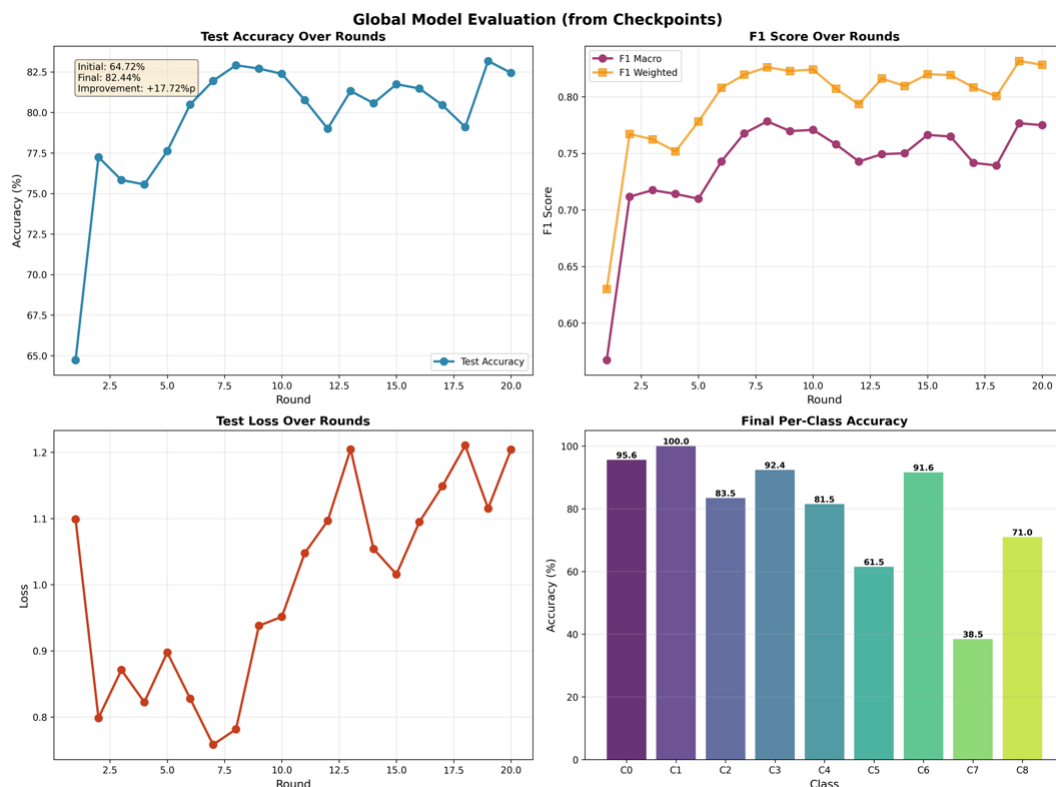 Global Model Evaluation (from Checkpoints)
Test Accuracy Over Rounds
Initial: 64.72%
Final: 82.44%
Improvement: +17.72%p
Accuracy (%)
82.5
80.0
77.5
75.0
72.5
70.0
67.5
65.0
Test Accuracy
2.5 5.0 7.5 10.0 12.5 15.0 17.5 20.0
Round
F1 Score Over Rounds
F1 Macro
F1 Weighted
F1 Score
0.80
0.75
0.70
0.65
0.60
2.5 5.0 7.5 10.0 12.5 15.0 17.5 20.0
Round
Test Loss Over Rounds
Loss
1.2
1.1
1.0
0.9
0.8
2.5 5.0 7.5 10.0 12.5 15.0 17.5 20.0
Round
Final Per-Class Accuracy
Accuracy (%)
100
80
60
40
20
0
95.6 100.0 83.5 92.4 81.5 61.5 91.6 38.5 71.0
C0 C1 C2 C3 C4 C5 C6 C7 C8
Class